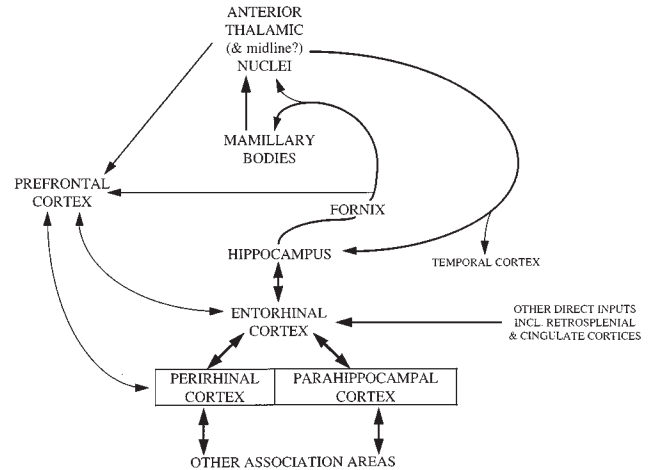 ANTERIOR
THALAMIC
(& midline?)
NUCLEI
MAMILLARY
BODIES
PREFRONTAL
CORTEX
FORNIX
HIPPOCAMPUS
TEMPORAL CORTEX
ENTORHINAL
CORTEX
OTHER DIRECT INPUTS
INCL. RETROSPLENIAL
& CINGULATE CORTICES
PERIRHINAL
CORTEX
PARAHIPPOCAMPAL
CORTEX
OTHER ASSOCIATION AREAS